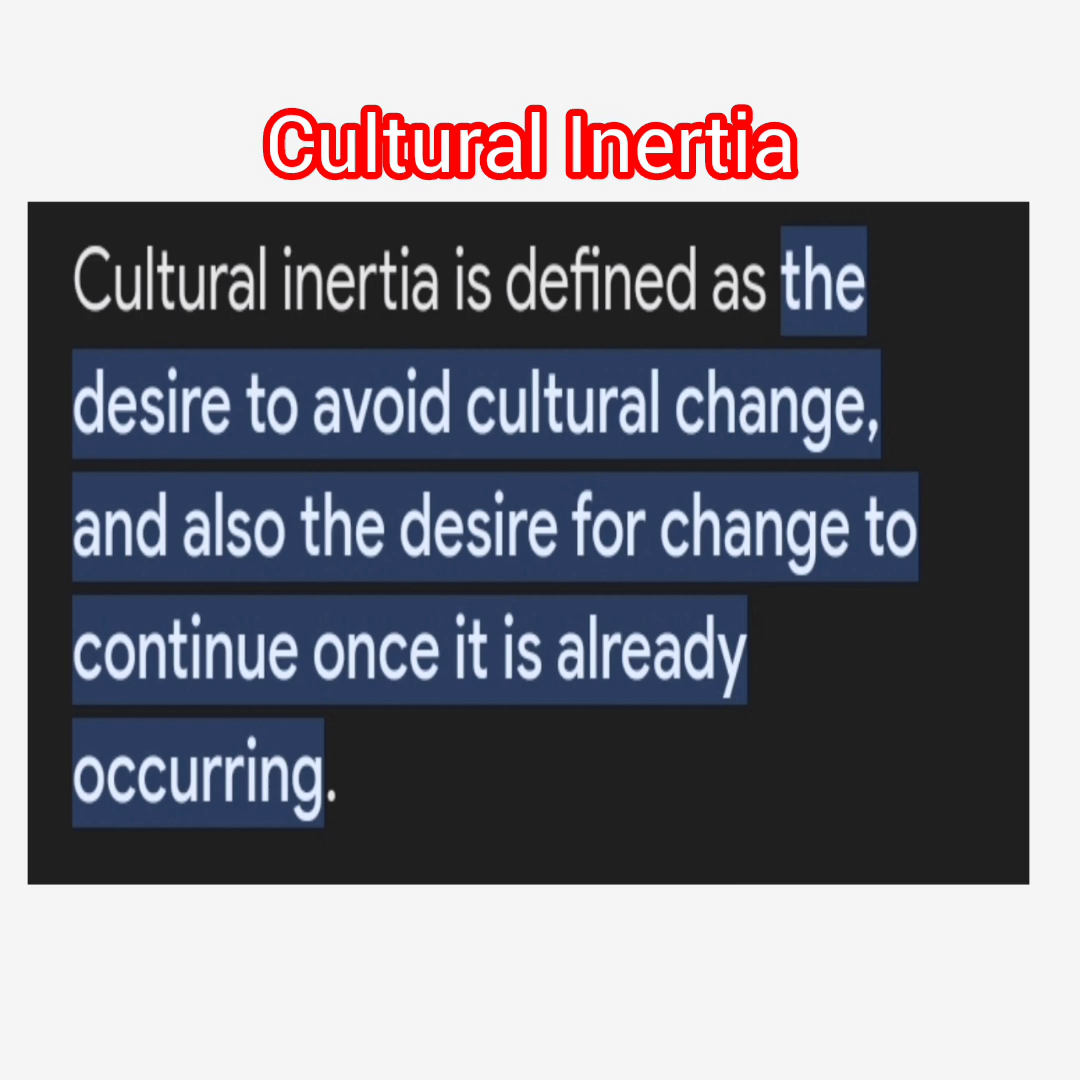 Cultural Inertia
Cultural inertia is defined as the
desire to avoid cultural change,
and also the desire for change to
continue once it is already
occurring.